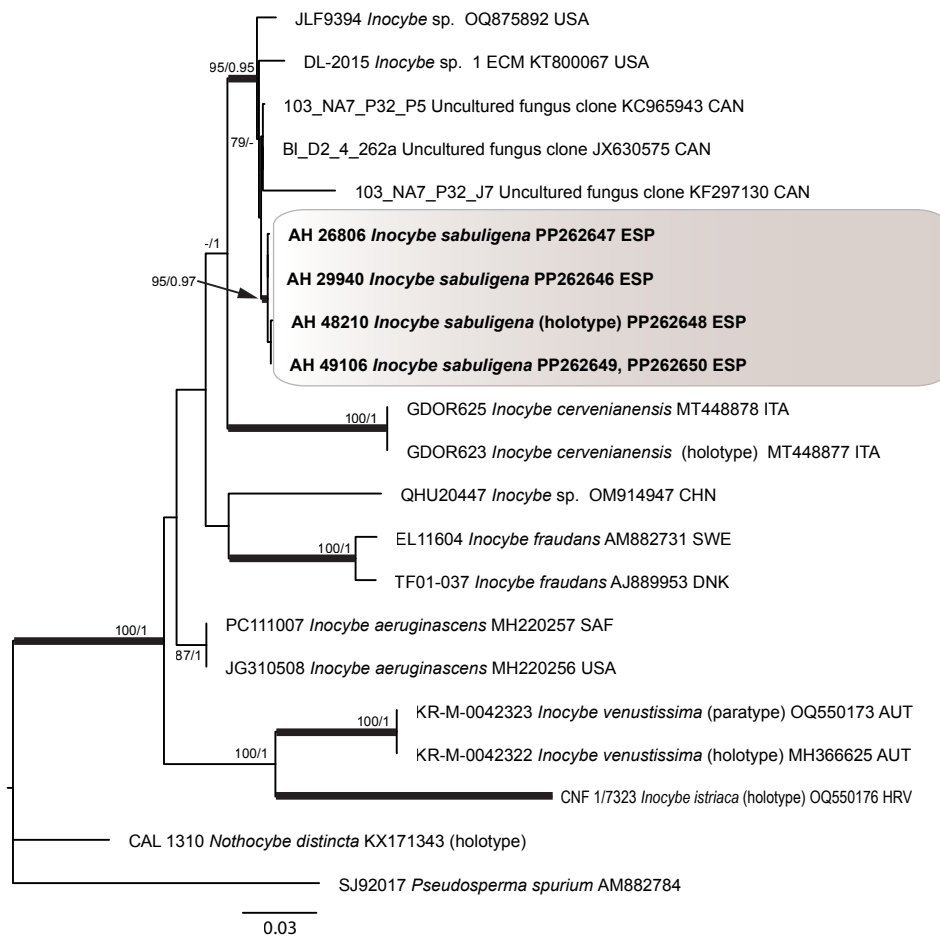 JLF9394 Inocybe sp. OQ875892 USA
95/0.95
DL-2015 Inocybe sp. 1 ECM KT800067 USA
103_NA7_P32_P5 Uncultured fungus clone KC965943 CAN
79/-
BI_D2_4_262a Uncultured fungus clone JX630575 CAN
103_NA7_P32_J7 Uncultured fungus clone KF297130 CAN
AH 26806 Inocybe sabuligena PP262647 ESP
-/1
95/0.97
AH 29940 Inocybe sabuligena PP262646 ESP
AH 48210 Inocybe sabuligena (holotype) PP262648 ESP
AH 49106 Inocybe sabuligena PP262649, PP262650 ESP
100/1
GDOR625 Inocybe cervenianensis MT448878 ITA
GDOR623 Inocybe cervenianensis (holotype) MT448877 ITA
QHU20447 Inocybe sp. OM914947 CHN
EL11604 Inocybe fraudans AM882731 SWE
100/1
TF01-037 Inocybe fraudans AJ889953 DNK
PC111007 Inocybe aeruginascens MH220257 SAF
100/1
87/1
JG310508 Inocybe aeruginascens MH220256 USA
KR-M-0042323 Inocybe venustissima (paratype) OQ550173 AUT
100/1
100/1
KR-M-0042322 Inocybe venustissima (holotype) MH366625 AUT
CNF 1/7323 Inocybe istriaca (holotype) OQ550176 HRV
CAL 1310 Nothocybe distincta KX171343 (holotype)
SJ92017 Pseudosperma spurium AM882784
0.03